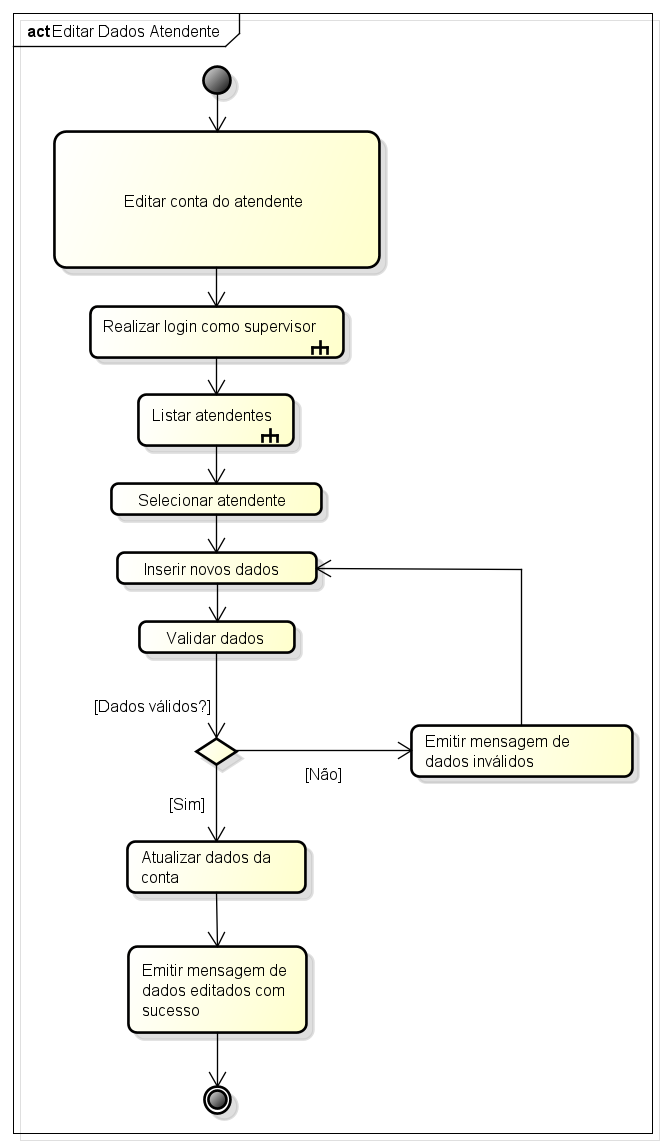 act Editar Dados Atendente
Editar conta do atendente
Realizar login como supervisor
Listar atendentes
Selecionar atendente
Inserir novos dados
Validar dados
[Dados válidos?]
Emitir mensagem de
dados inválidos
[Não]
[Sim]
Atualizar dados da
conta
Emitir mensagem de
dados editados com
sucesso